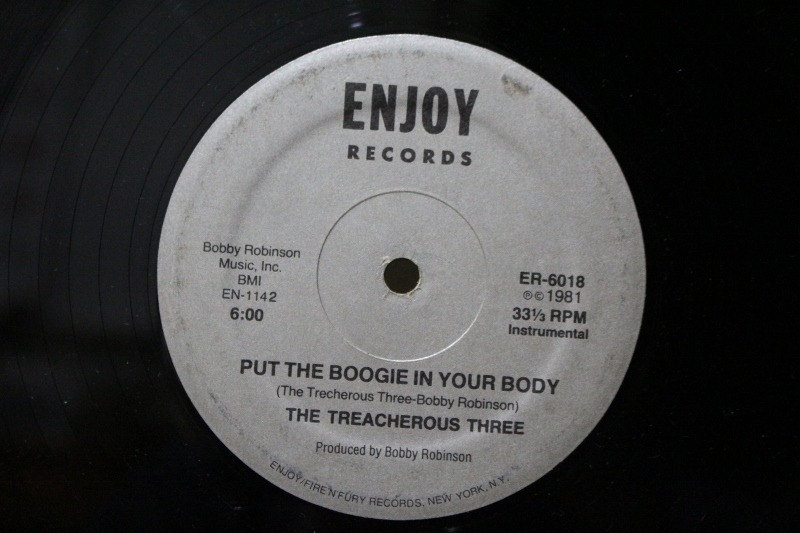 ENJOY
RECORDS
Bobby Robinson
Music, Inc.
BMI
EN-1142
6:00
ER-6018
℗© 1981
33⅓ RPM
Instrumental
PUT THE BOOGIE IN YOUR BODY
(The Trecherous Three-Bobby Robinson)
THE TREACHEROUS THREE
Produced by Bobby Robinson
ENJOY/FIRE N'FURY RECORDS, NEW YORK, N.Y.